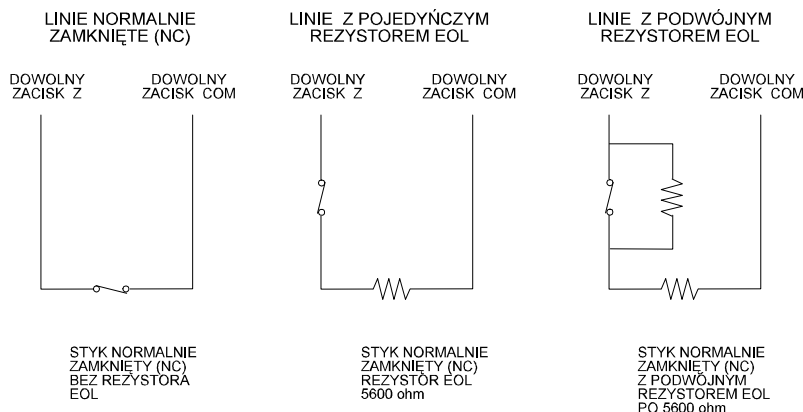 LINIE NORMALNIE
ZAMKNIĘTE (NC)
DOWOLNY
ZACISK Z
DOWOLNY
ZACISK COM
STYK NORMALNIE
ZAMKNIĘTY (NC)
BEZ REZYSTORA
EOL
LINIE Z POJEDYŃCZYM
REZYSTOREM EOL
DOWOLNY
ZACISK Z
DOWOLNY
ZACISK COM
STYK NORMALNIE
ZAMKNIĘTY (NC)
REZYSTOR EOL
5600 ohm
LINIE Z PODWÓJNYM
REZYSTOREM EOL
DOWOLNY
ZACISK Z
DOWOLNY
ZACISK COM
STYK NORMALNIE
ZAMKNIĘTY (NC)
Z PODWÓJNYM
REZYSTOREM EOL
PO 5600 ohm